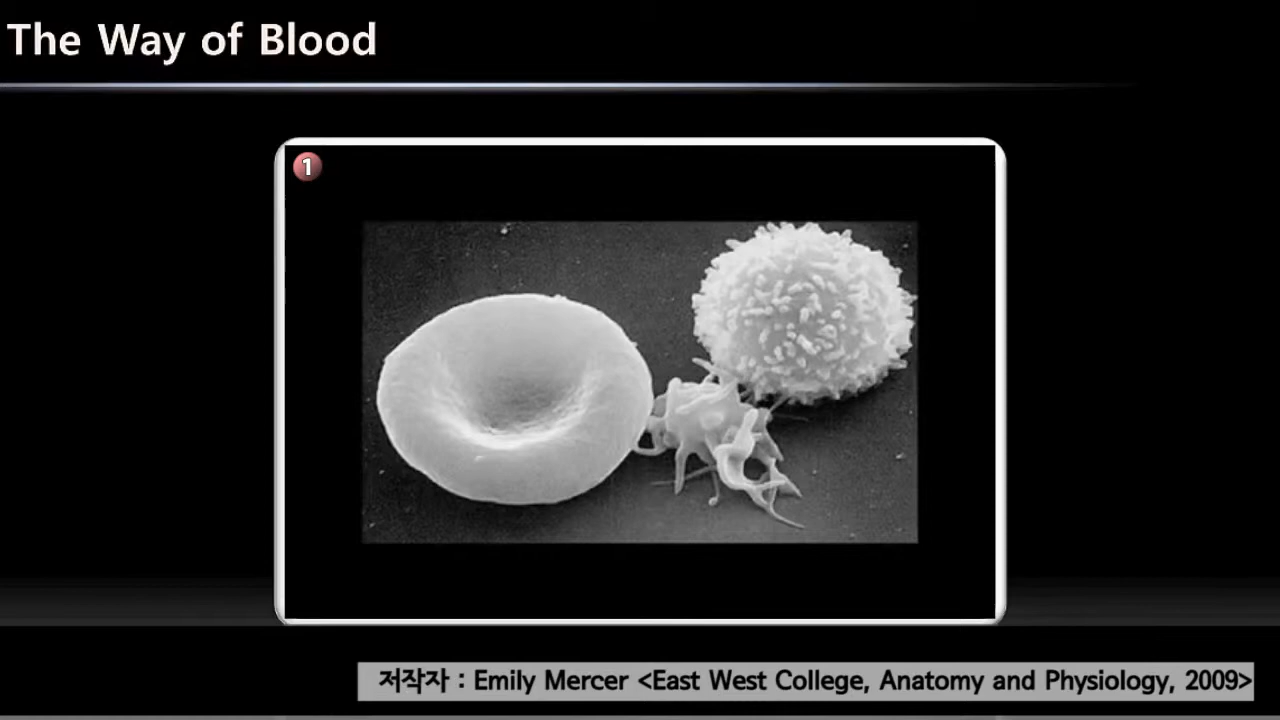 The Way of Blood
1
저작자 : Emily Mercer <East West College, Anatomy and Physiology, 2009>